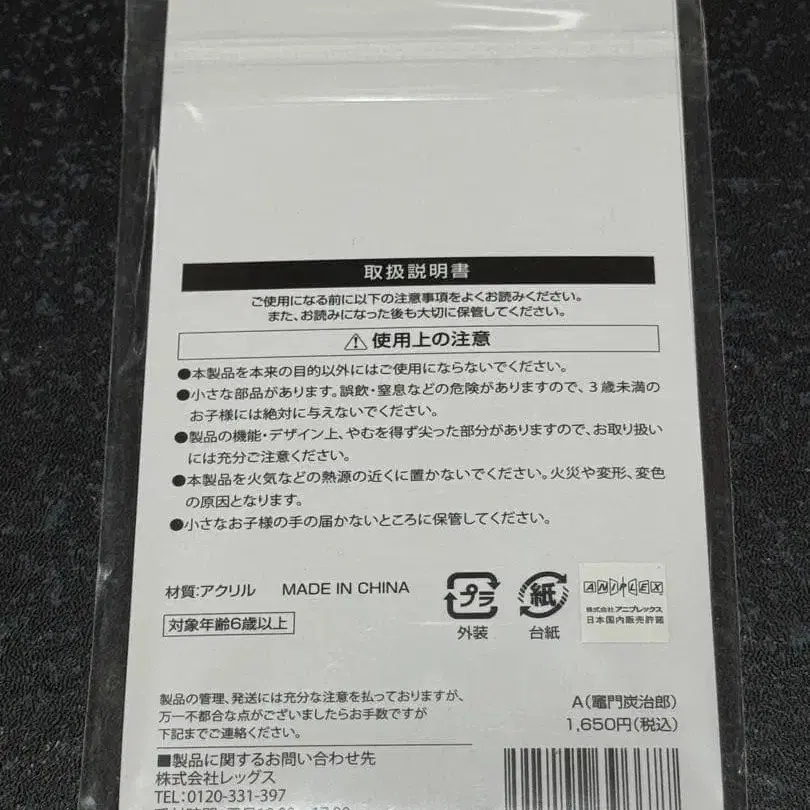 取扱説明書
ご使用になる前に以下の注意事項をよくお読みください。
また、お読みになった後も大切に保管してください。
使用上の注意
●本製品を本来の目的以外にはご使用にならないでください。
●小さな部品があります。誤飲・窒息などの危険がありますので、3歳未満の
お子様には絶対に与えないでください。
●製品の機能・デザイン上、やむを得ず尖った部分がありますので、お取り扱い
には充分ご注意ください。
●本製品を火気などの熱源の近くに置かないでください。火災や変形、変色
の原因となります。
●小さなお子様の手の届かないところに保管してください。
材質:アクリル MADE IN CHINA
対象年齢6歳以上
プラ
外装
紙
台紙
ANIPLEX
株式会社 アニプレックス
日本国内販売許諾
製品の管理、発送には充分な注意を払っておりますが、
万一不都合な点がございましたらお手数ですが
下記までご連絡ください。
A(竈門炭治郎)
1,650円(税込)
■製品に関するお問い合わせ先
株式会社レッグス
TEL:0120-331-397